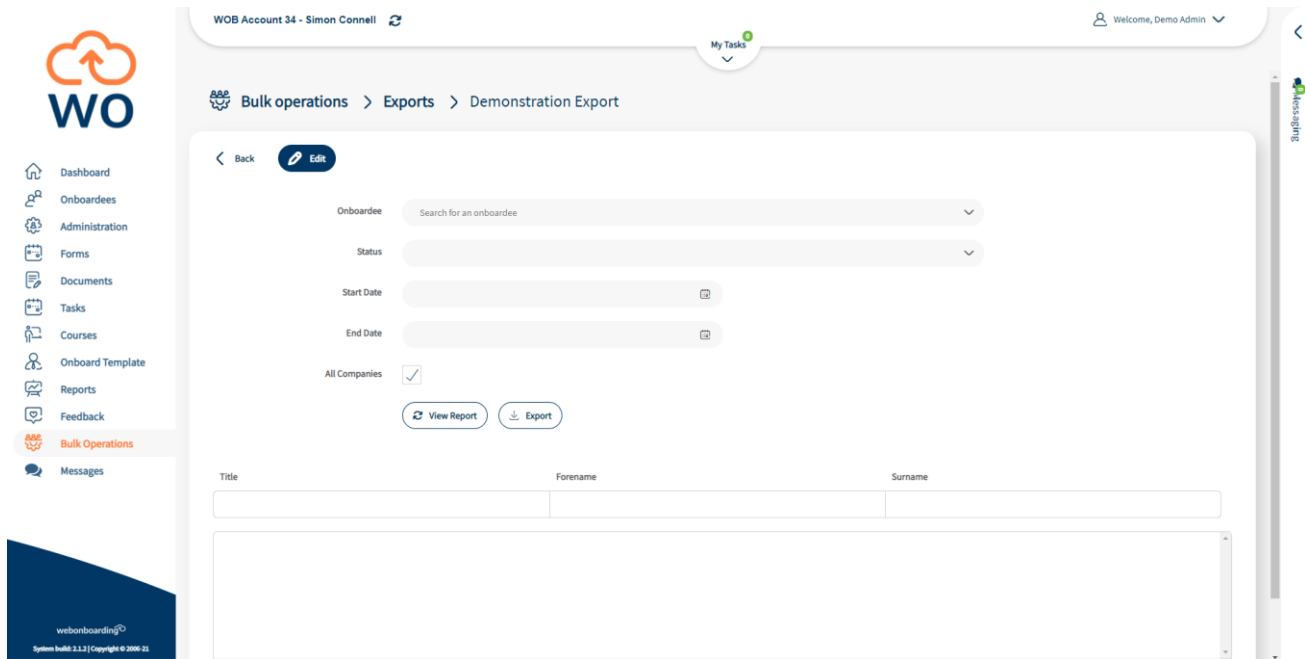 WOB Account 34 - Simon Connell
Welcome, Demo Admin
My Tasks 0
WO
Bulk operations > Exports > Demonstration Export
0
Messaging
Back Edit
Dashboard
Onboardees
Administration
Forms
Documents
Tasks
Courses
Onboard Template
Reports
Feedback
Bulk Operations
Messages
Onboardee Search for an onboardee
Status
Start Date
End Date
All Companies
View Report Export
Title Forename Surname
webonboarding
System build: 2.1.2 | Copyright © 2006-21